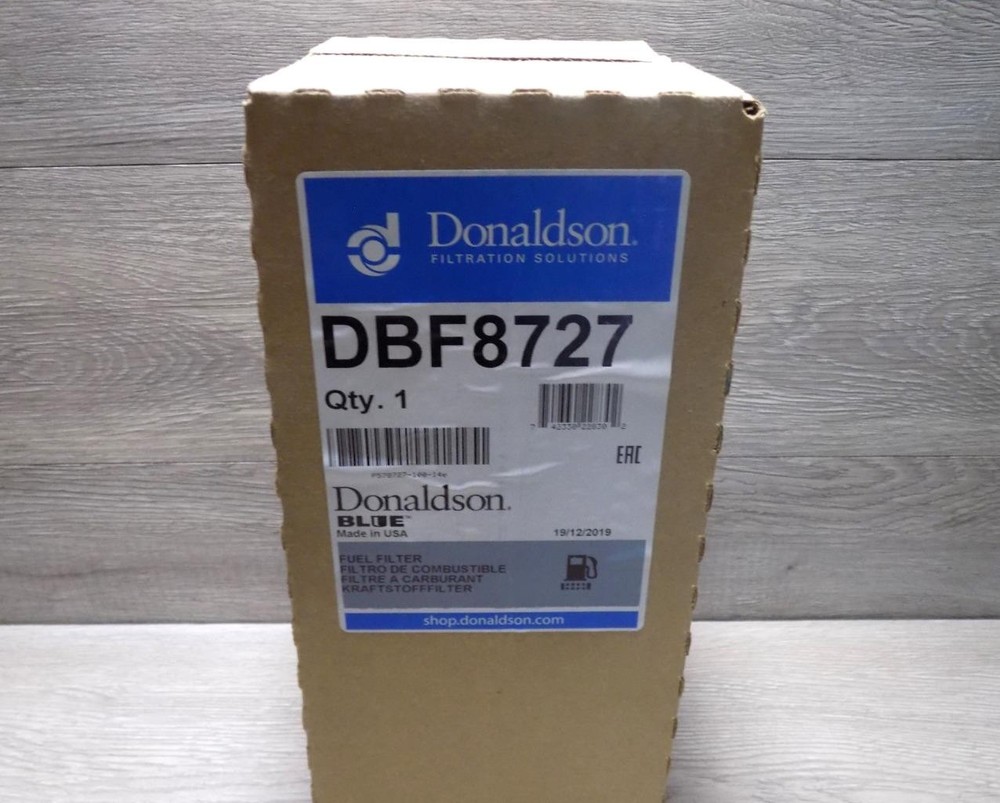 Donaldson.
FILTRATION SOLUTIONS
DBF8727
Qty. 1
EAC
Donaldson.
BLUE™
Made in USA
19/12/2019
FUEL FILTER
FILTRO DE COMBUSTIBLE
FILTRE A CARBURANT
KRAFTSTOFFFILTER
shop.donaldson.com